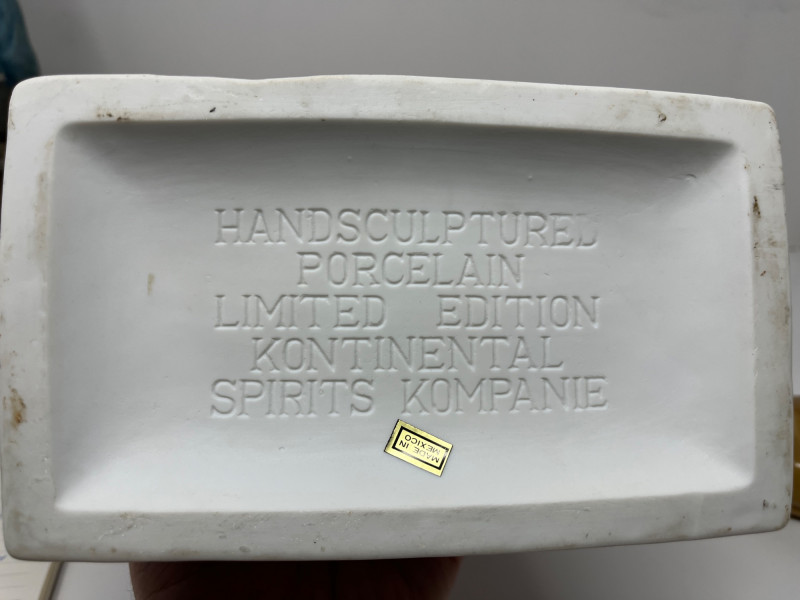 HANDSCULPTURED
PORCELAIN
LIMITED EDITION
KONTINENTAL
SPIRITS KOMPANIE
MADE IN
MEXICO